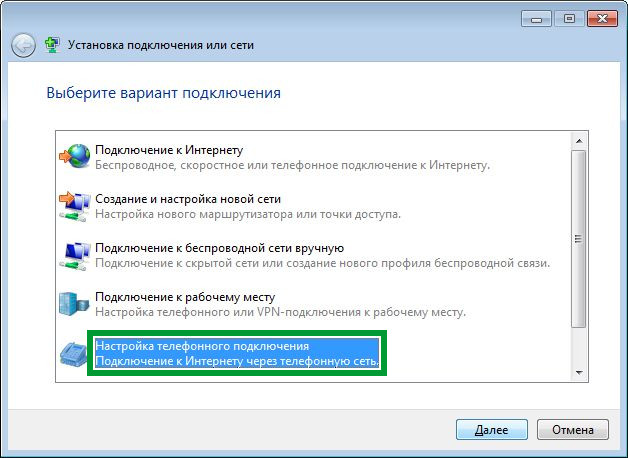 Установка подключения или сети
Выберите вариант подключения
Подключение к Интернету
Беспроводное, скоростное или телефонное подключение к Интернету.
Создание и настройка новой сети
Настройка нового маршрутизатора или точки доступа.
Подключение к беспроводной сети вручную
Подключение к скрытой сети или создание нового профиля беспроводной связи.
Подключение к рабочему месту
Настройка телефонного или VPN-подключения к рабочему месту.
Настройка телефонного подключения
Подключение к Интернету через телефонную сеть.
Далее
Отмена